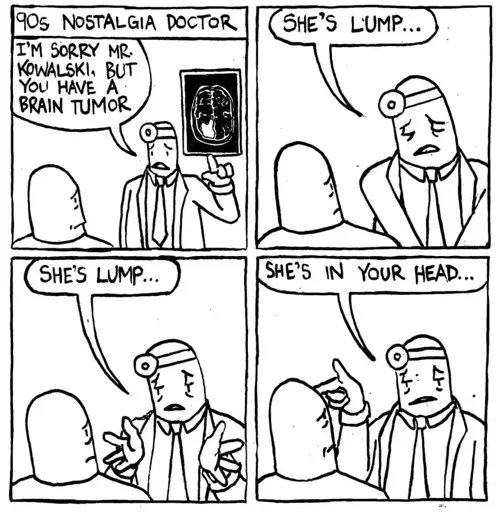 90s NOSTALGIA DOCTOR
I'M SORRY MR.
KOWALSKI, BUT
YOU HAVE A
BRAIN TUMOR
SHE'S LUMP...
SHE'S LUMP...
SHE'S IN YOUR HEAD...